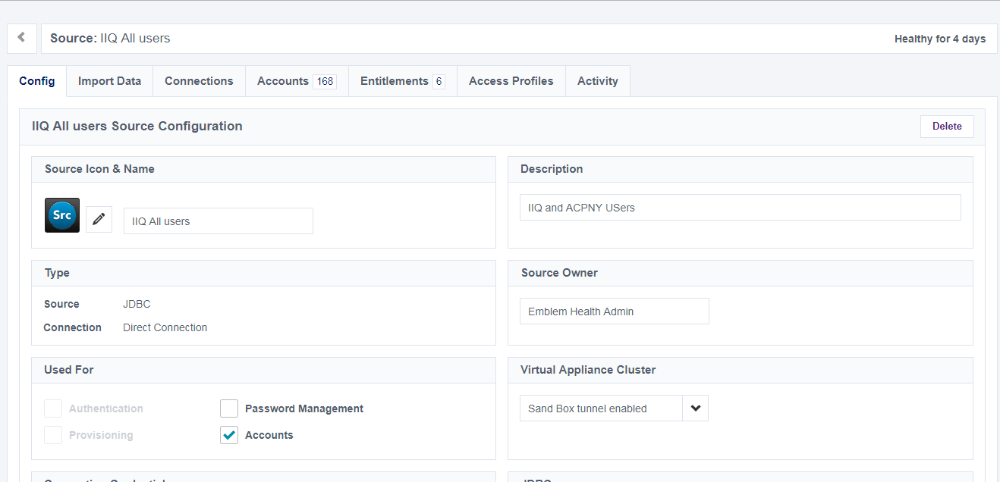 Source: IIQ All users
Healthy for 4 days
Config
Import Data
Connections
Accounts 168
Entitlements 6
Access Profiles
Activity
IIQ All users Source Configuration
Delete
Source Icon & Name
Src
IIQ All users
Description
IIQ and ACPNY USers
Type
Source JDBC
Connection Direct Connection
Source Owner
Emblem Health Admin
Used For
Authentication
Password Management
Provisioning
Accounts
Virtual Appliance Cluster
Sand Box tunnel enabled